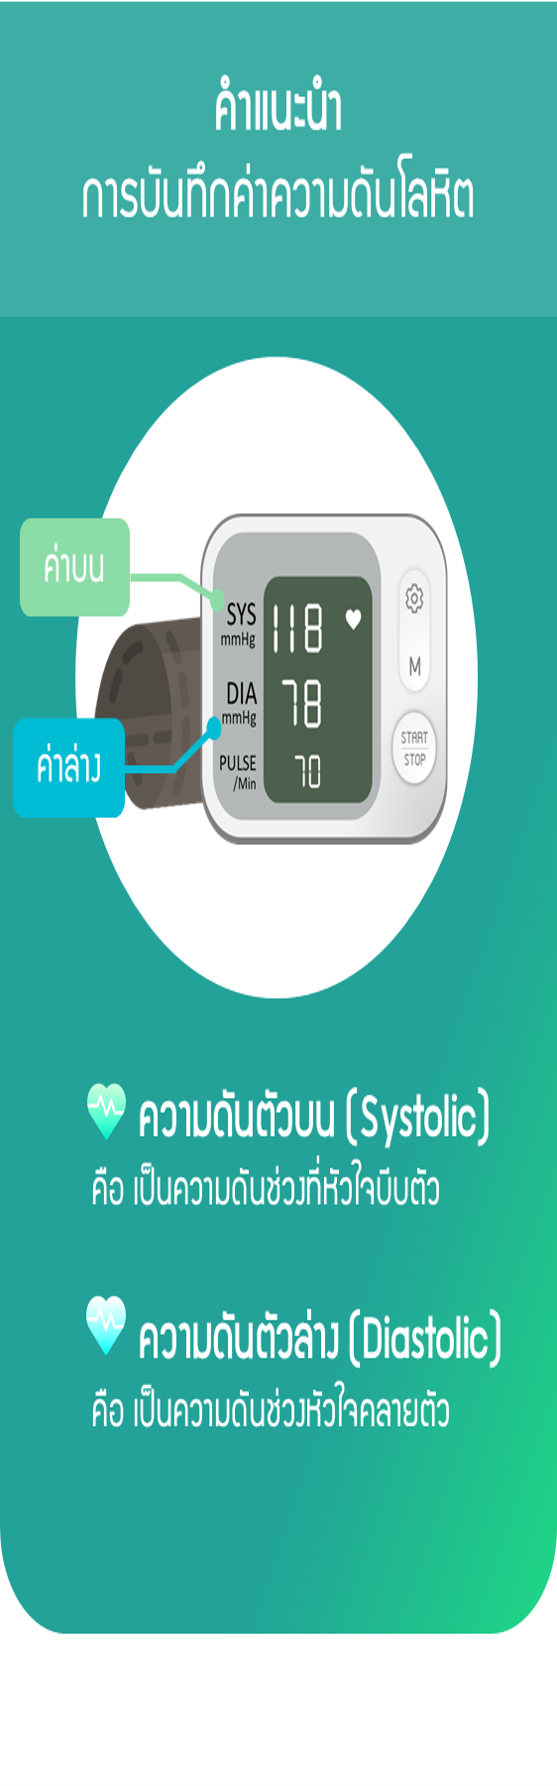 คำแนะนำ
การบันทึกค่าความดันโลหิต
ค่าบน
SYS
mmHg
118
DIA
mmHg
78
M
ค่าล่าง
PULSE
/Min
70
START
STOP
ความดันตัวบน (Systolic)
คือ เป็นความดันช่วงที่หัวใจบีบตัว
ความดันตัวล่าง (Diastolic)
คือ เป็นความดันช่วงหัวใจคลายตัว